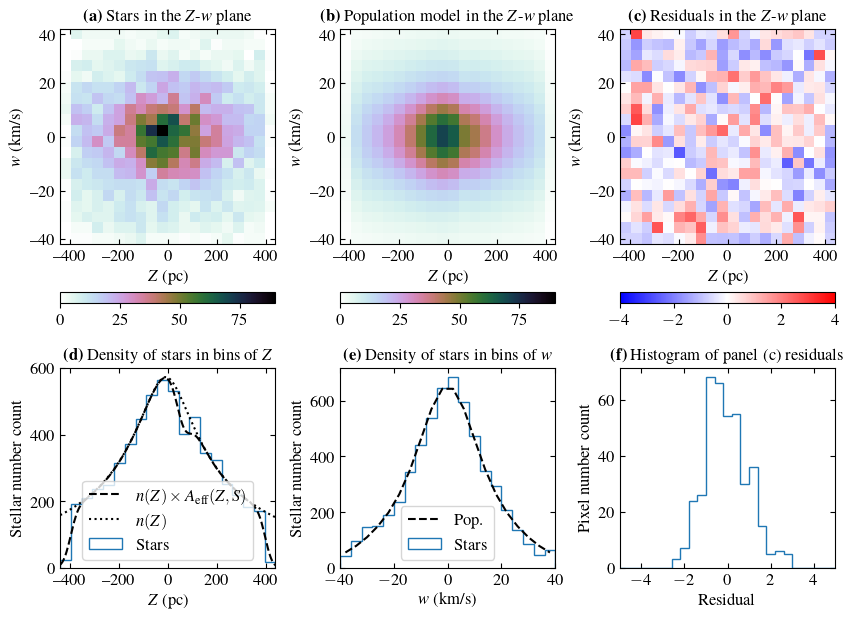 (a) Stars in the Z-w plane
(b) Population model in the Z-w plane
(c) Residuals in the Z-w plane
40
20
0
−20
−40
w (km/s)
−400 −200 0 200 400
Z (pc)
0 25 50 75
40
20
0
−20
−40
w (km/s)
−400 −200 0 200 400
Z (pc)
0 25 50 75
40
20
0
−20
−40
w (km/s)
−400 −200 0 200 400
Z (pc)
−4 −2 0 2 4
(d) Density of stars in bins of Z
600
400
200
0
Stellar number count
n(Z) × A_eff(Z, S)
n(Z)
Stars
−400 −200 0 200 400
Z (pc)
(e) Density of stars in bins of w
600
400
200
0
Stellar number count
Pop.
Stars
−40 −20 0 20 40
w (km/s)
(f) Histogram of panel (c) residuals
60
40
20
0
Pixel number count
−4 −2 0 2 4
Residual